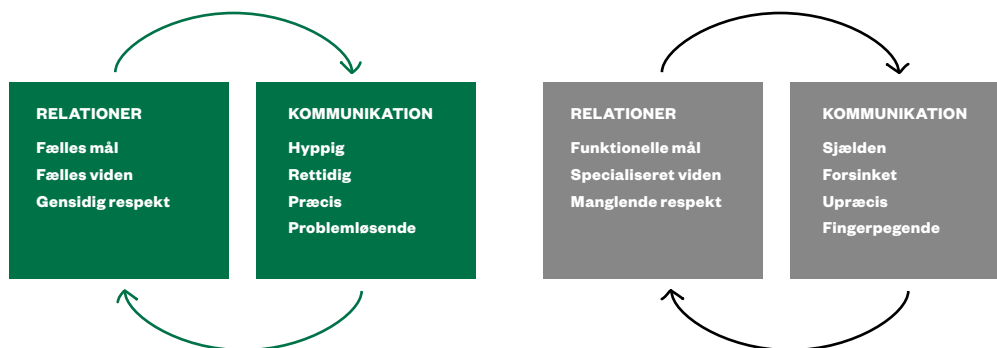 RELATIONER
Fælles mål
Fælles viden
Gensidig respekt
KOMMUNIKATION
Hyppig
Rettidig
Præcis
Problemløsende
RELATIONER
Funktionelle mål
Specialiseret viden
Manglende respekt
KOMMUNIKATION
Sjælden
Forsinket
Upræcis
Fingerpegende